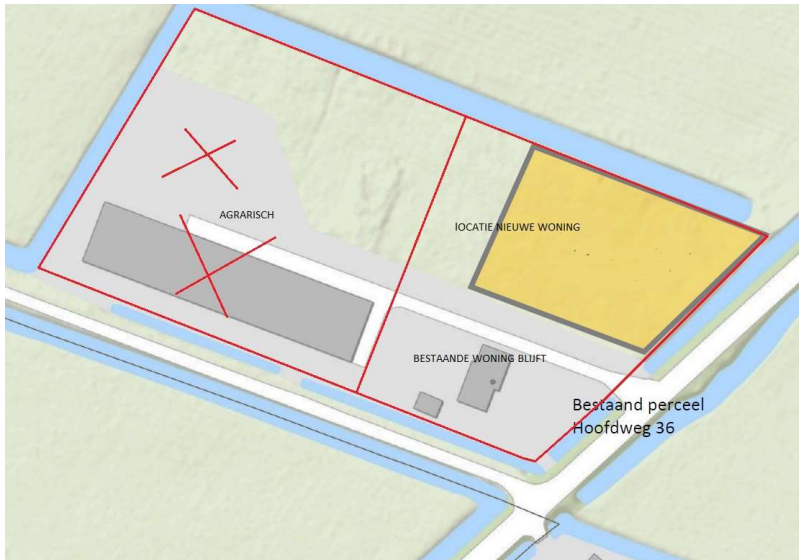 AGRARISCH
lOCATIE NIEUWE WONING
BESTAANDE WONING BLIJFT
Bestaand perceel
Hoofdweg 36